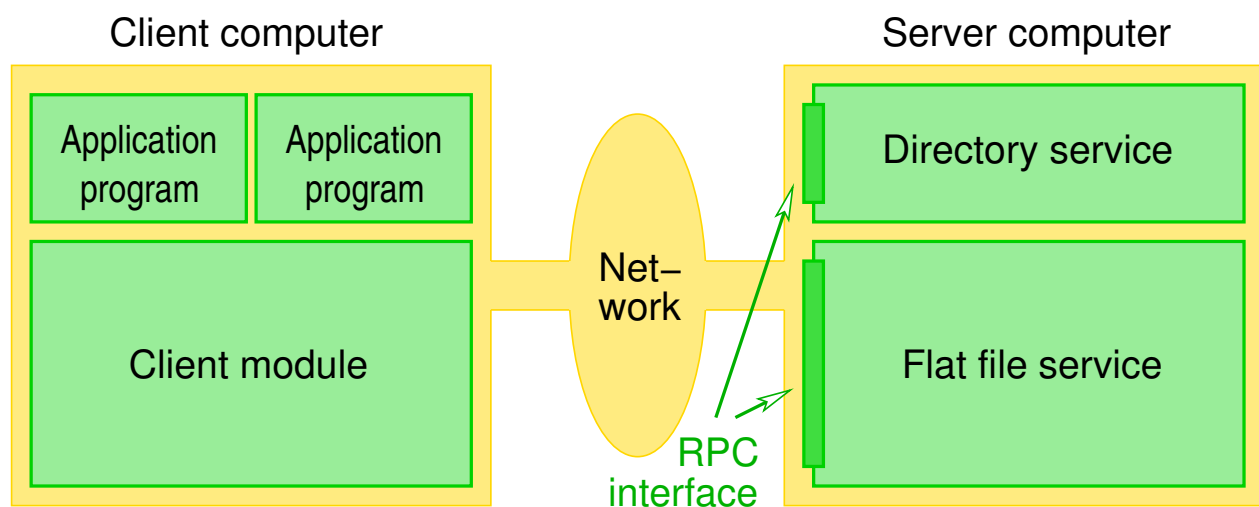 Client computer
Server computer
Application
program
Application
program
Directory service
Net–
work
Client module
Flat file service
RPC
interface